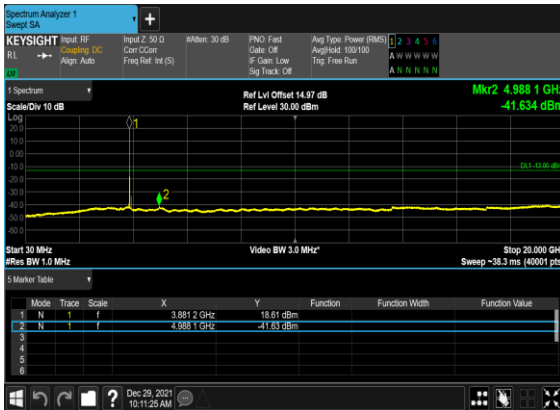 Spectrum Analyzer 1
Swept SA
KEYSIGHT
RL
Input: RF
Coupling: DC
Align: Auto
Input Z: 50 Ω
Corr CCorr
Freq Ref: Int (S)
#Atten: 30 dB
PNO: Fast
Gate: Off
IF Gain: Low
Sig Track: Off
Avg Type: Power (RMS)
Avg|Hold: 100/100
Trig: Free Run
1 2 3 4 5 6
A W W W W W
A N N N N N
1 Spectrum
Scale/Div 10 dB
Ref Lvl Offset 14.97 dB
Ref Level 30.00 dBm
Mkr2 4.988 1 GHz
-41.634 dBm
Log
20.0
10.0
0.00
-10.0
-20.0
-30.0
-40.0
-50.0
-60.0
1
2
DL1 -13.00 dBm
Start 30 MHz
#Res BW 1.0 MHz
Video BW 3.0 MHz*
Stop 20.000 GHz
Sweep ~38.3 ms (40001 pts)
5 Marker Table
Mode Trace Scale X Y Function Function Width Function Value
1 N 1 f 3.881 2 GHz 18.61 dBm
2 N 1 f 4.988 1 GHz -41.63 dBm
3
4
5
6
?
Dec 29, 2021
10:11:25 AM